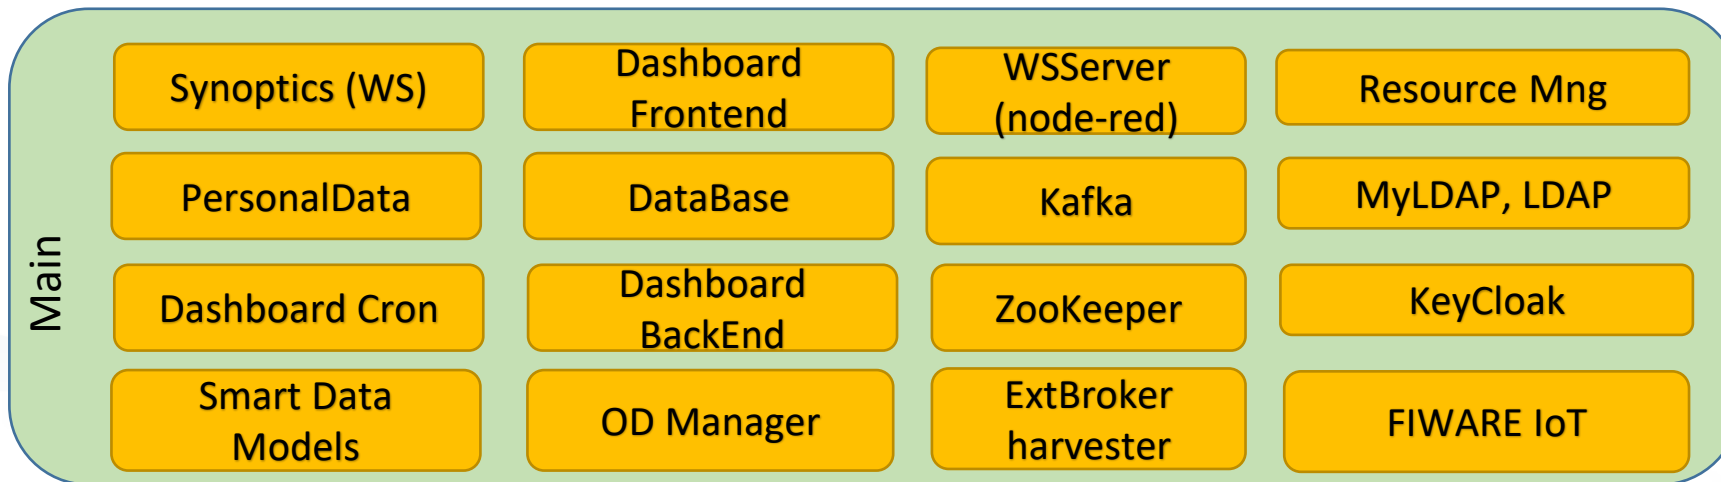 Main
Synoptics (WS)
Dashboard
Frontend
WSServer
(node-red)
Resource Mng
PersonalData
DataBase
Kafka
MyLDAP, LDAP
Dashboard Cron
Dashboard
BackEnd
ZooKeeper
KeyCloak
Smart Data
Models
OD Manager
ExtBroker
harvester
FIWARE IoT